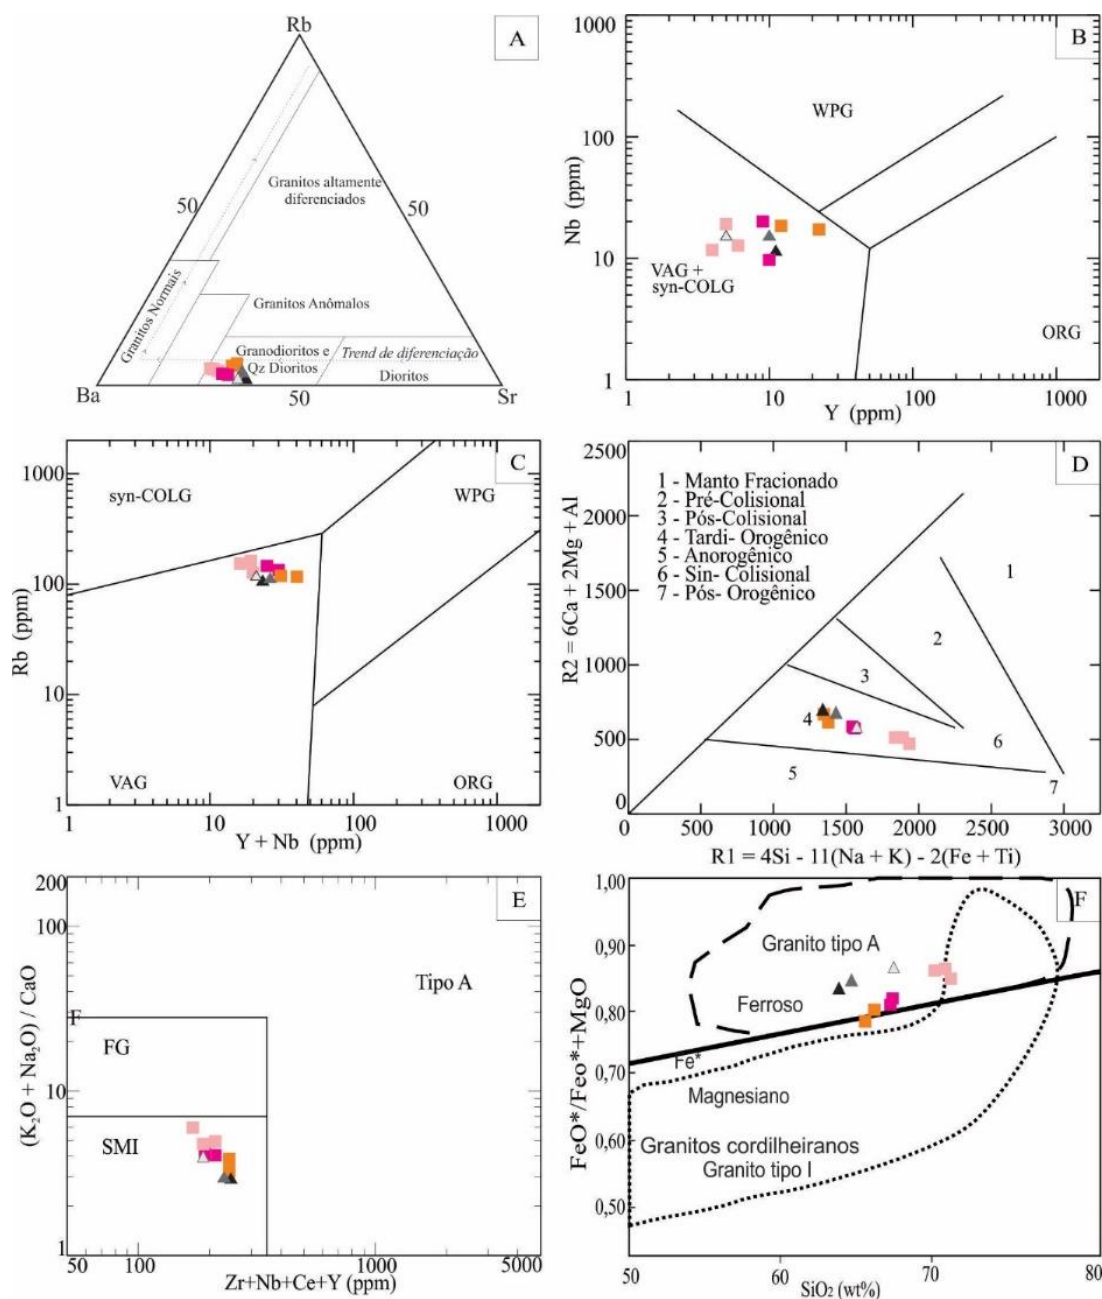 Rb
A
50
50
Granitos altamente
diferenciados
Granitos Normais
Granitos Anômalos
Granodioritos e
Qz Dioritos
Trend de diferenciação
Dioritos
Ba
50
Sr
B
1000
100
10
1
Nb (ppm)
WPG
VAG +
syn-COLG
ORG
1
10
100
1000
Y (ppm)
C
1000
100
10
1
Rb (ppm)
syn-COLG
WPG
VAG
ORG
1
10
100
1000
Y + Nb (ppm)
D
2500
2000
1500
1000
500
0
R2 = 6Ca + 2Mg + Al
1 - Manto Fracionado
2 - Pré-Colisional
3 - Pós-Colisional
4 - Tardi- Orogênico
5 - Anorogênico
6 - Sin- Colisional
7 - Pós- Orogênico
1
2
3
4
5
6
7
0
500
1000
1500
2000
2500
3000
R1 = 4Si - 11(Na + K) - 2(Fe + Ti)
E
200
100
10
1
(K2O + Na2O) / CaO
F
FG
SMI
Tipo A
50
100
1000
5000
Zr+Nb+Ce+Y (ppm)
F
1,00
0,90
0,80
0,70
0,60
0,50
FeO*/Feo*+MgO
Granito tipo A
Ferroso
Fe*
Magnesiano
Granitos cordilheiranos
Granito tipo I
50
60
70
80
SiO2 (wt%)